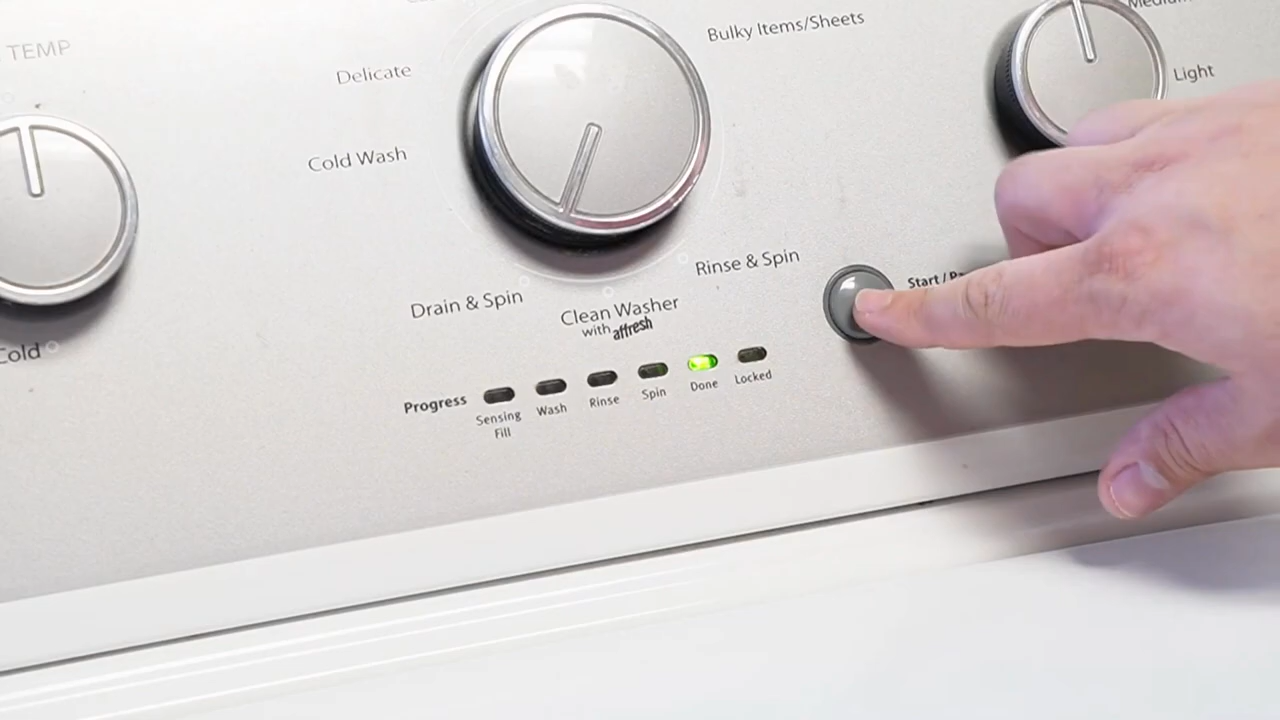 TEMP
Delicate
Cold Wash
Cold
Bulky Items/Sheets
Light
Drain & Spin
Clean Washer
with affresh
Rinse & Spin
Start /
Progress
Sensing
Fill
Wash
Rinse
Spin
Done
Locked